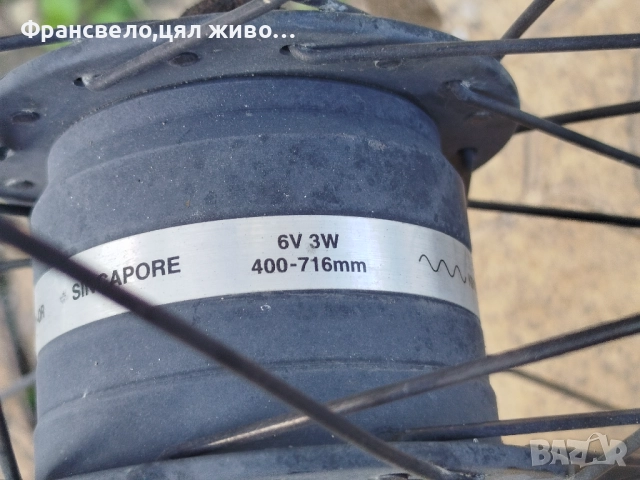 Франсвело,цял живо...
SINGAPORE
6V 3W
400-716mm
BAZAR